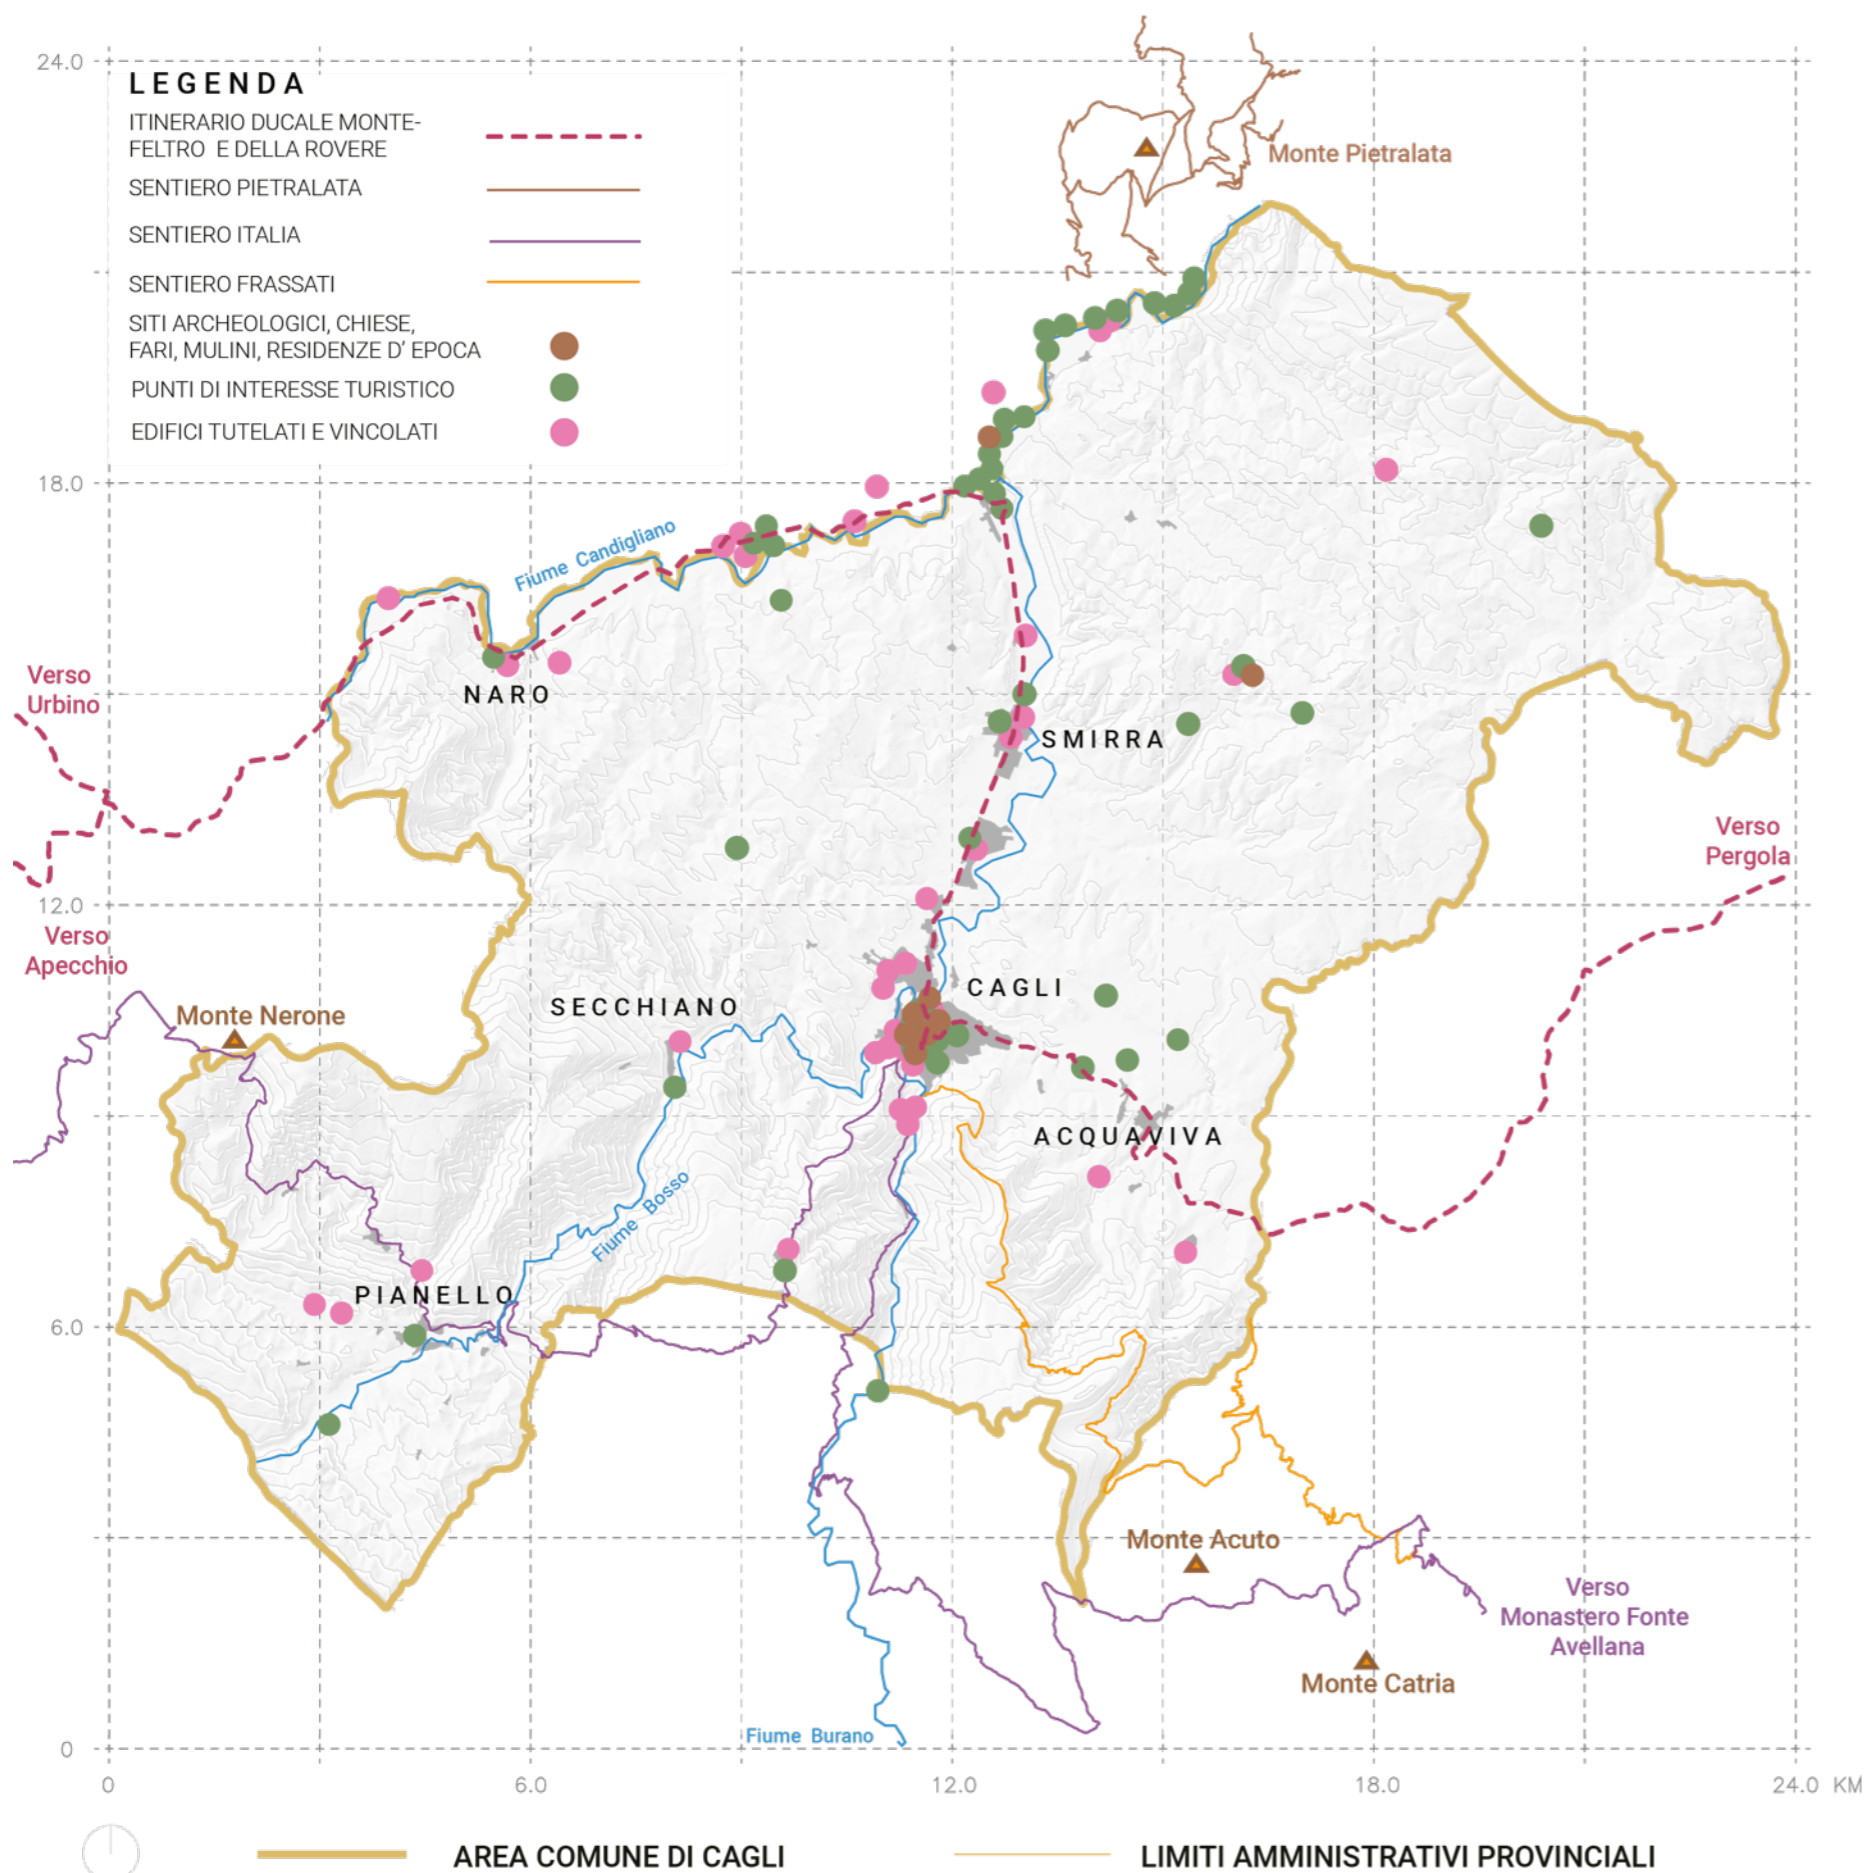 24.0
LEGENDA
ITINERARIO DUCALE MONTE-
FELTRO E DELLA ROVERE
SENTIERO PIETRALATA
SENTIERO ITALIA
SENTIERO FRASSATI
SITI ARCHEOLOGICI, CHIESE,
FARI, MULINI, RESIDENZE D' EPOCA
PUNTI DI INTERESSE TURISTICO
EDIFICI TUTELATI E VINCOLATI
Monte Pietralata
18.0
Fiume Candigliano
Verso
Urbino
NARO
SMIRRA
Verso
Pergola
12.0
Verso
Apecchio
Monte Nerone
SECCHIANO
CAGLI
ACQUAVIVA
Fiume Bosso
PIANELLO
6.0
Monte Acuto
Verso
Monastero Fonte
Avellana
Monte Catria
Fiume Burano
0
0
6.0
12.0
18.0
24.0 KM
AREA COMUNE DI CAGLI
LIMITI AMMINISTRATIVI PROVINCIALI